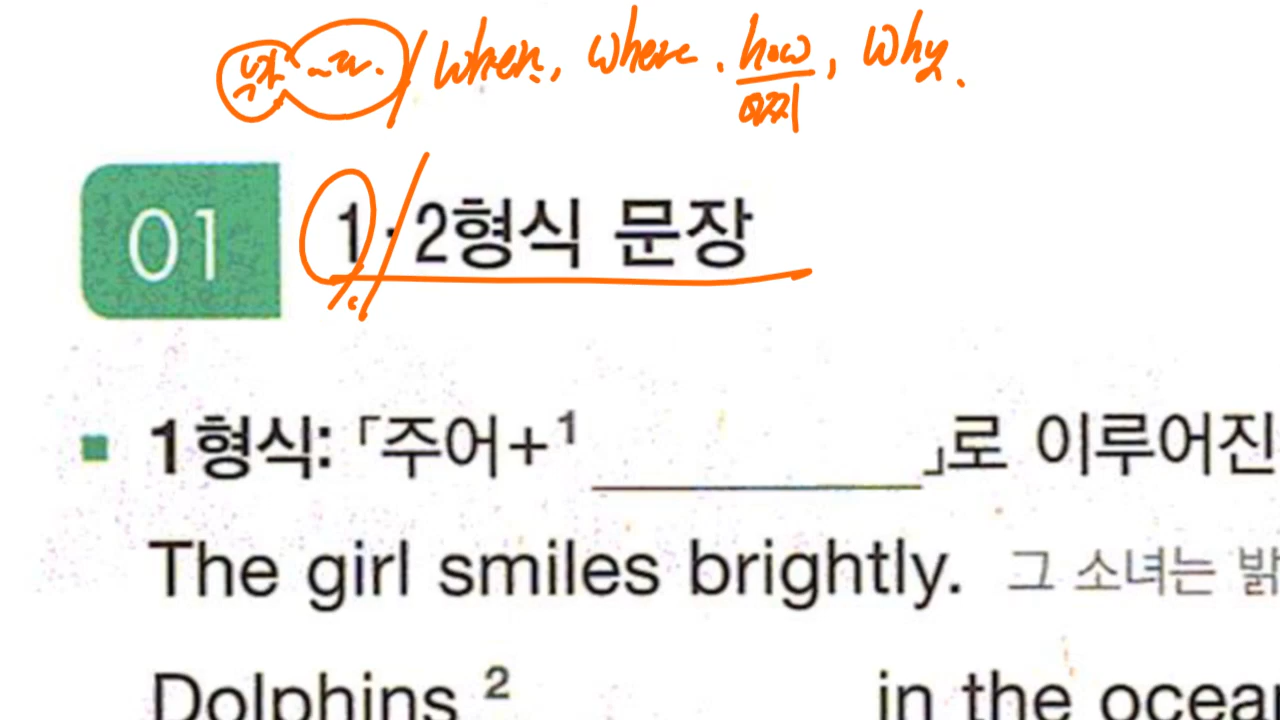 when, where, how, why.
어찌
01 1·2형식 문장
1형식: 「주어+¹ ________」로 이루어진
The girl smiles brightly. 그 소녀는 밝
Dolphins ² in the ocea